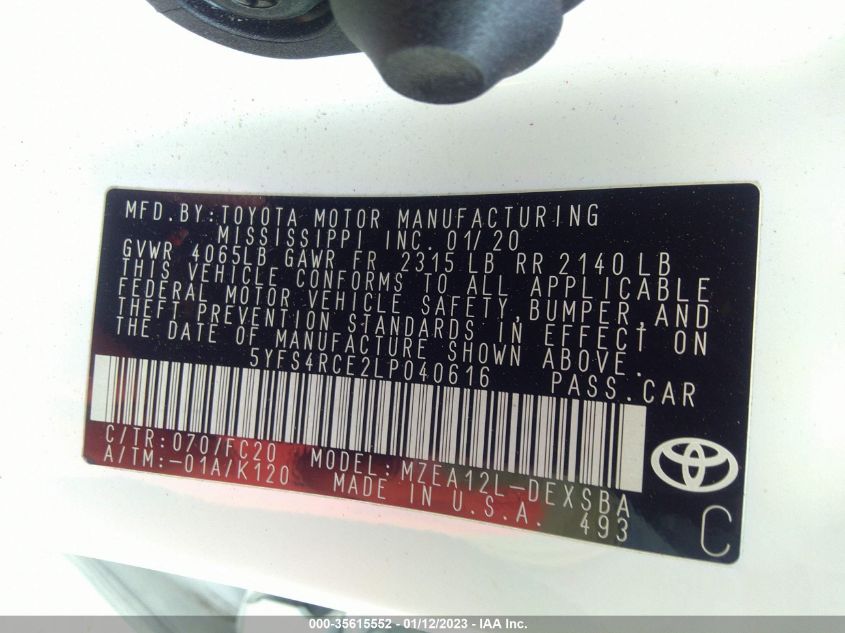 MFD.BY:TOYOTA MOTOR MANUFACTURING
MISSISSIPPI INC. 01/20
GVWR 4065LB GAWR FR 2315 LB RR 2140 LB
THIS VEHICLE CONFORMS TO ALL APPLICABLE
FEDERAL MOTOR VEHICLE SAFETY,BUMPER,AND
THEFT PREVENTION STANDARDS IN EFFECT ON
THE DATE OF MANUFACTURE SHOWN ABOVE.
5YFS4RCE2LP040616 PASS.CAR
C/TR:070/FC20 MODEL:MZEA12L-DEXSBA
A/TM:-01A/K120 MADE IN U.S.A. 493
C
000-35615552 - 01/12/2023 - IAA Inc.